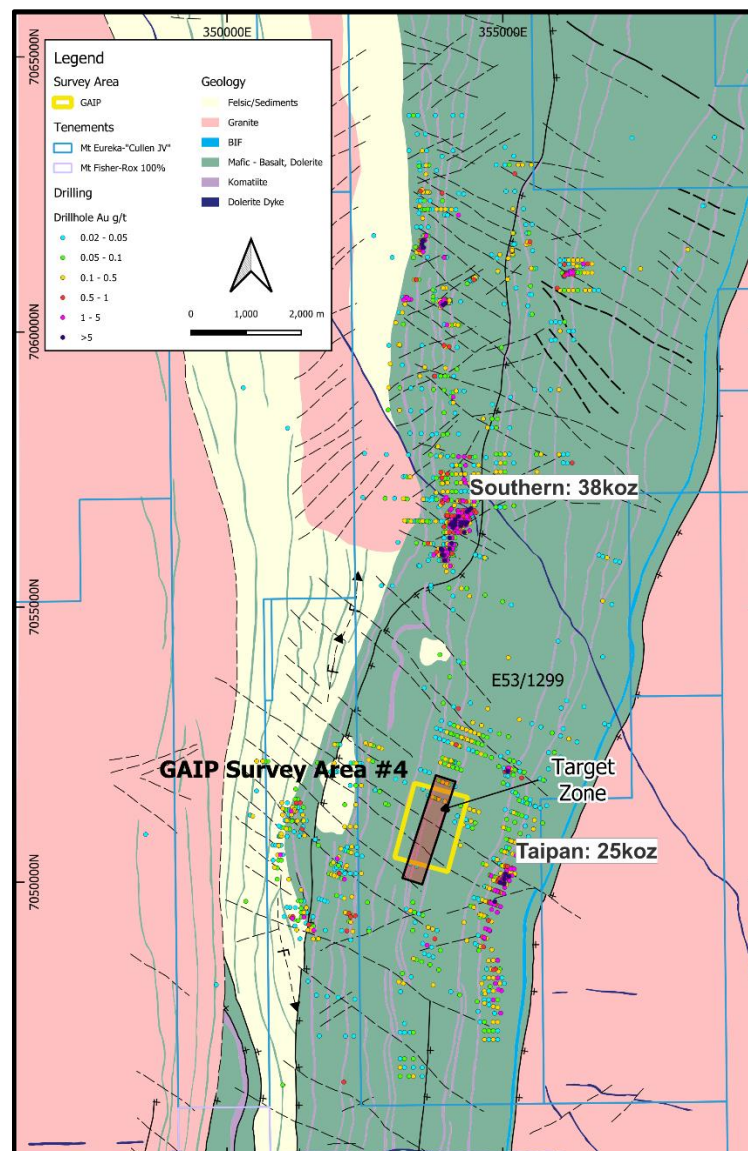 350000E
355000E
7065000N
7060000N
7055000N
7050000N
Legend
Survey Area
GAIP
Tenements
Mt Eureka-"Cullen JV"
Mt Fisher-Rox 100%
Drilling
Drillhole Au g/t
0.02 - 0.05
0.05 - 0.1
0.1 - 0.5
0.5 - 1
1 - 5
>5
Geology
Felsic/Sediments
Granite
BIF
Mafic - Basalt, Dolerite
Komatiite
Dolerite Dyke
0 1,000 2,000 m
Southern: 38koz
F
F
E53/1299
GAIP Survey Area #4
Target
Zone
Taipan: 25koz
F